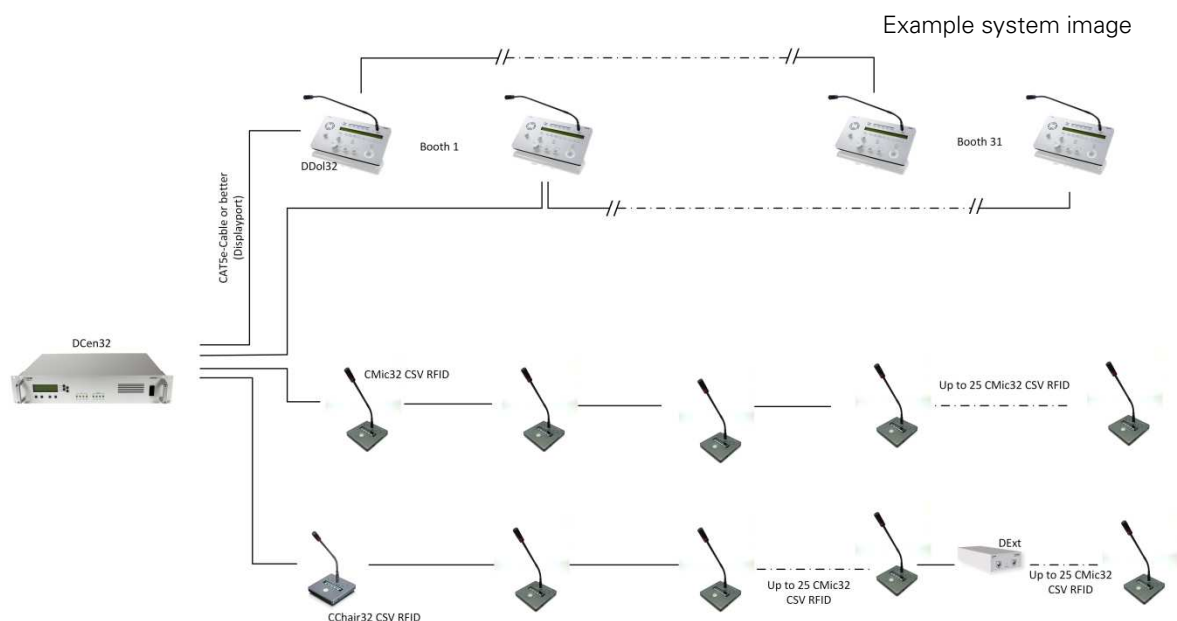 Example system image
Booth 1
Booth 31
DDol32
CAT5e-Cable or better
(Displayport)
DCen32
CMic32 CSV RFID
Up to 25 CMic32 CSV RFID
DExt
Up to 25 CMic32
CSV RFID
Up to 25 CMic32
CSV RFID
CChair32 CSV RFID